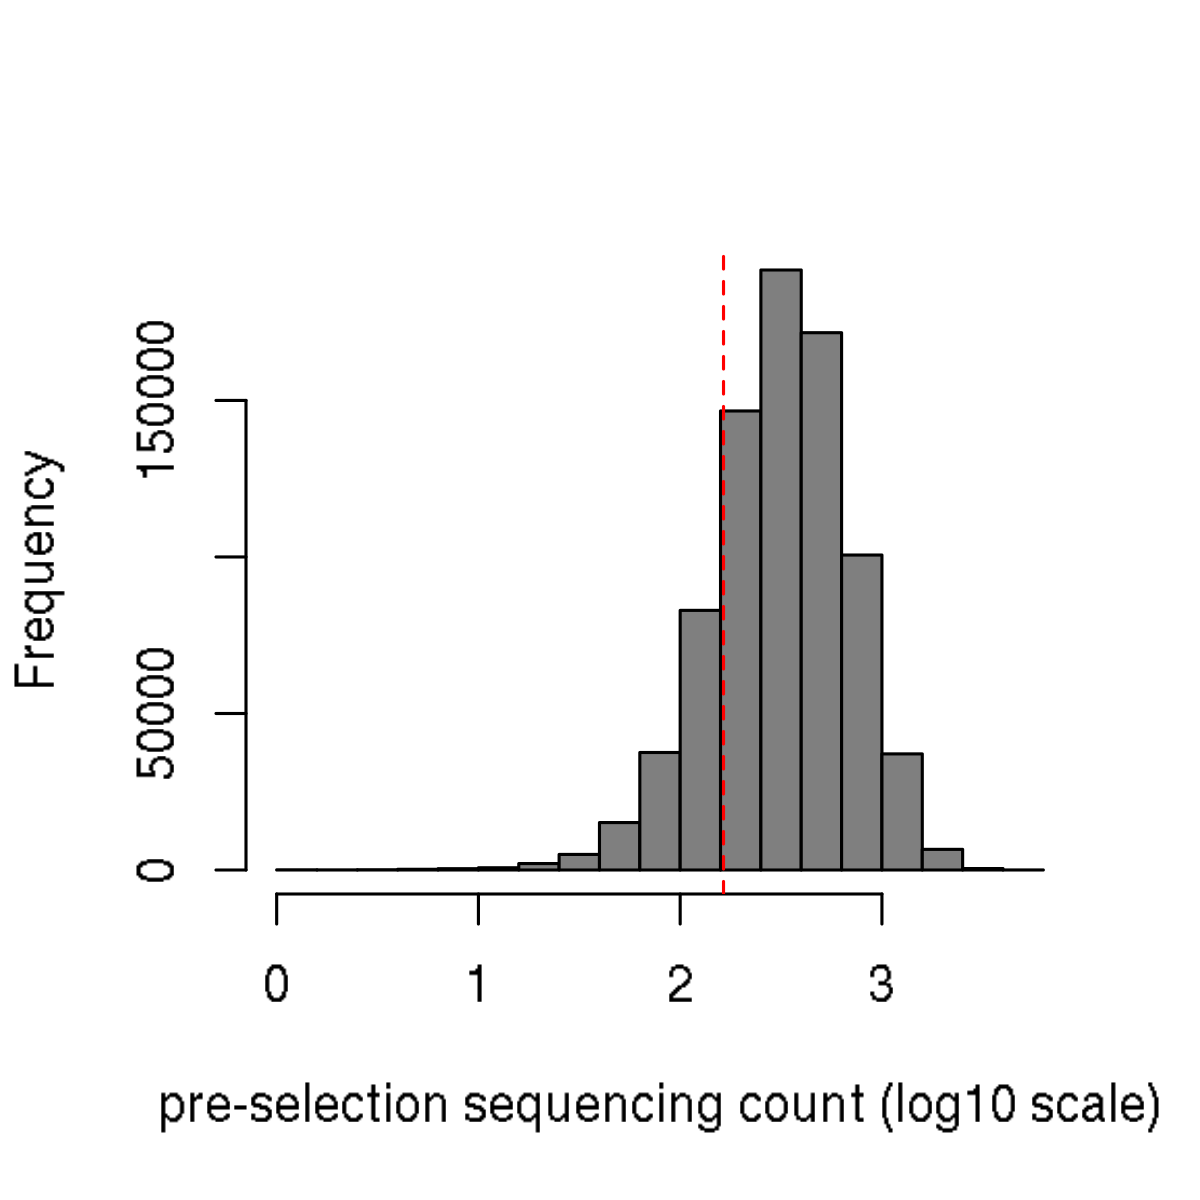 Frequency
150000
50000
0
0 1 2 3
pre-selection sequencing count (log10 scale)